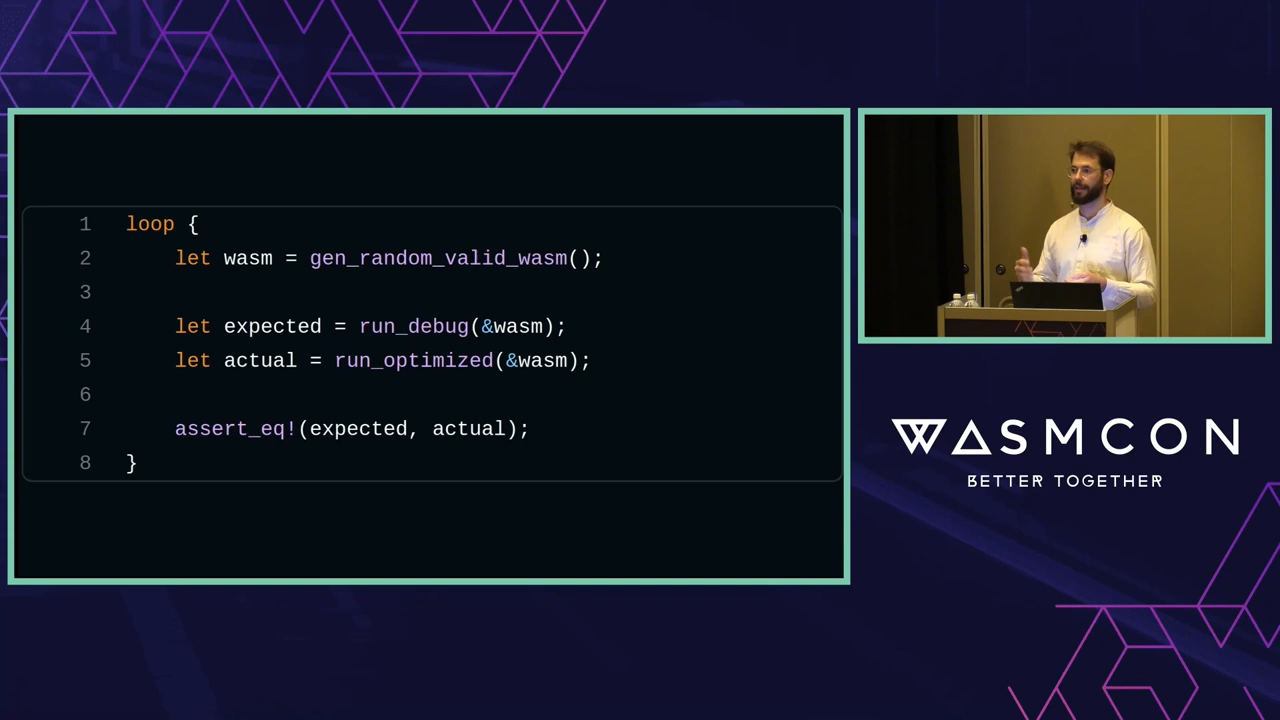 1 loop {
2     let wasm = gen_random_valid_wasm();
3
4     let expected = run_debug(&wasm);
5     let actual = run_optimized(&wasm);
6
7     assert_eq!(expected, actual);
8 }
WASMCON
BETTER TOGETHER